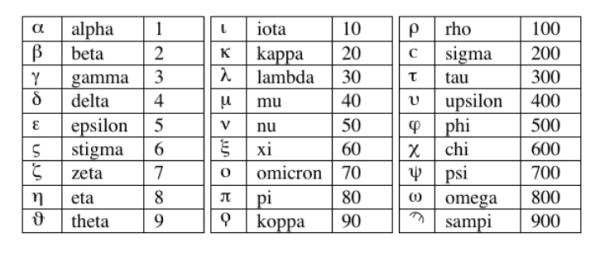 α alpha 1 ι iota 10 ρ rho 100
β beta 2 κ kappa 20 c sigma 200
γ gamma 3 λ lambda 30 τ tau 300
δ delta 4 μ mu 40 υ upsilon 400
ε epsilon 5 ν nu 50 φ phi 500
ς stigma 6 ξ xi 60 χ chi 600
ζ zeta 7 ο omicron 70 ψ psi 700
η eta 8 π pi 80 ω omega 800
ϑ theta 9 ϙ koppa 90 ϡ sampi 900